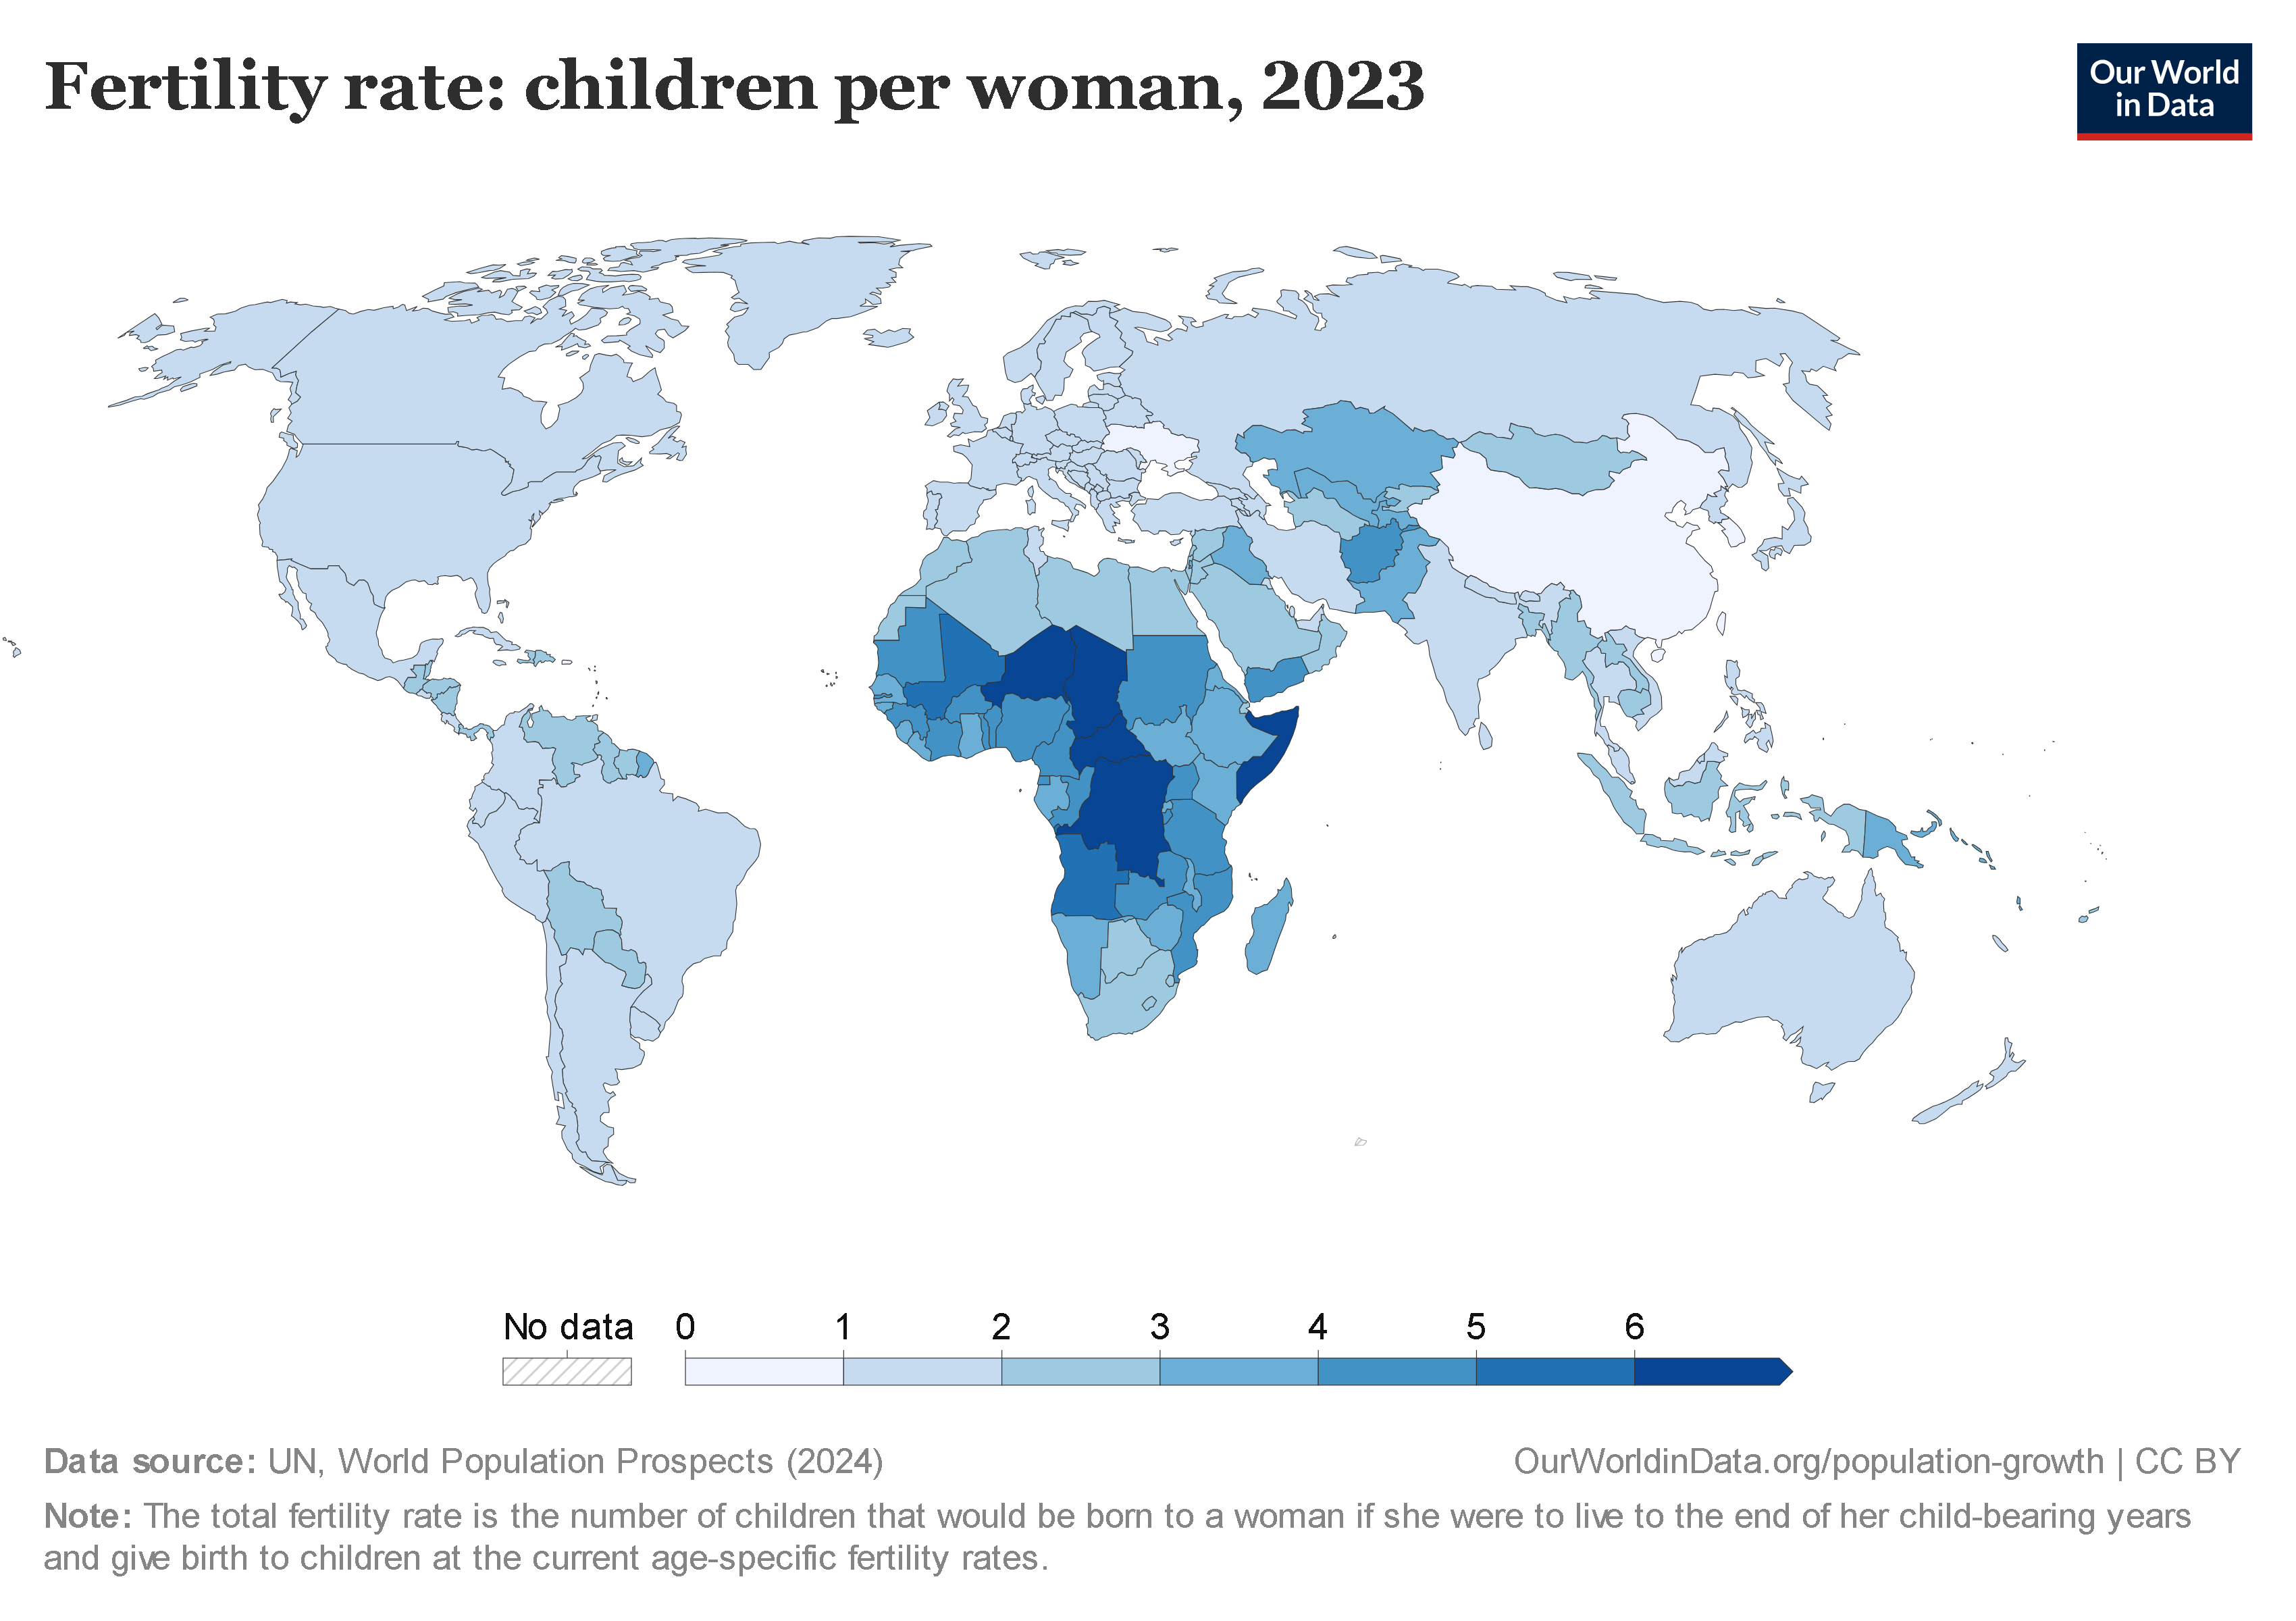 Fertility rate: children per woman, 2023
Our World
in Data
No data
0 1 2 3 4 5 6
Data source: UN, World Population Prospects (2024)
OurWorldinData.org/population-growth | CC BY
Note: The total fertility rate is the number of children that would be born to a woman if she were to live to the end of her child-bearing years
and give birth to children at the current age-specific fertility rates.